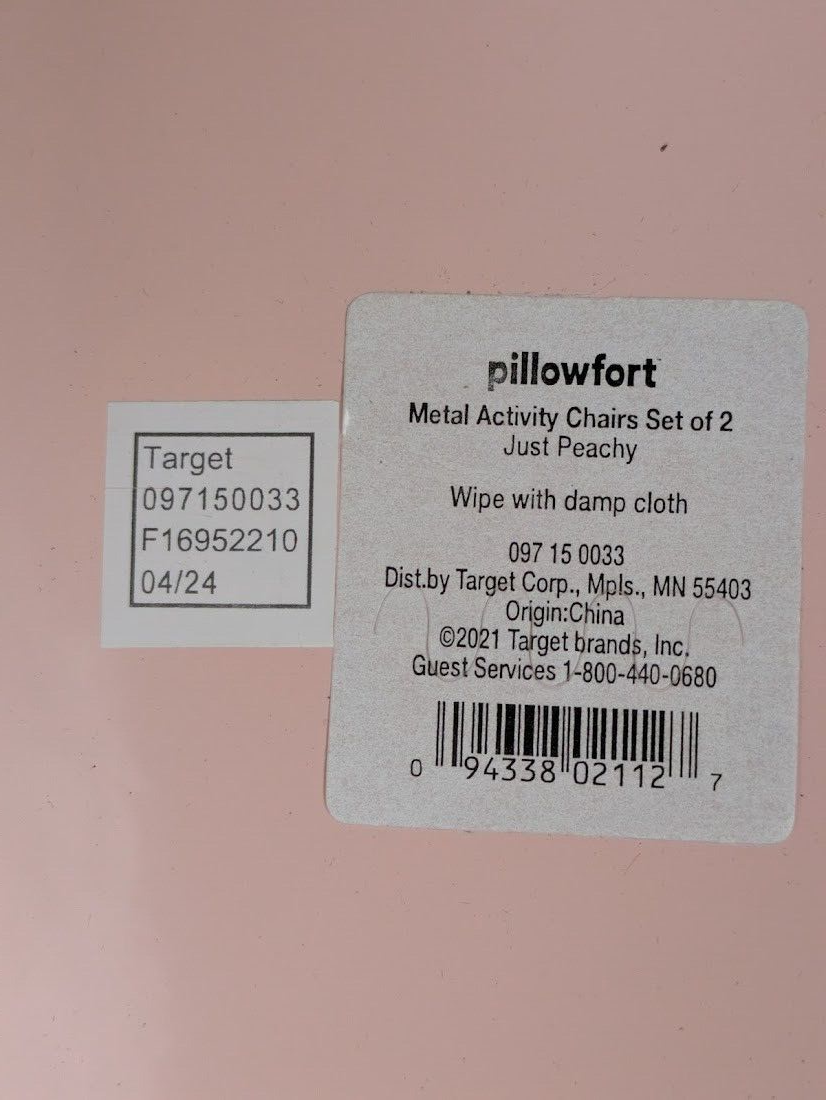 Target
097150033
F16952210
04/24
pillowfort
Metal Activity Chairs Set of 2
Just Peachy
Wipe with damp cloth
097 15 0033
Dist.by Target Corp., Mpls., MN 55403
Origin:China
©2021 Target brands, Inc.
Guest Services 1-800-440-0680
0 94338 02112 7